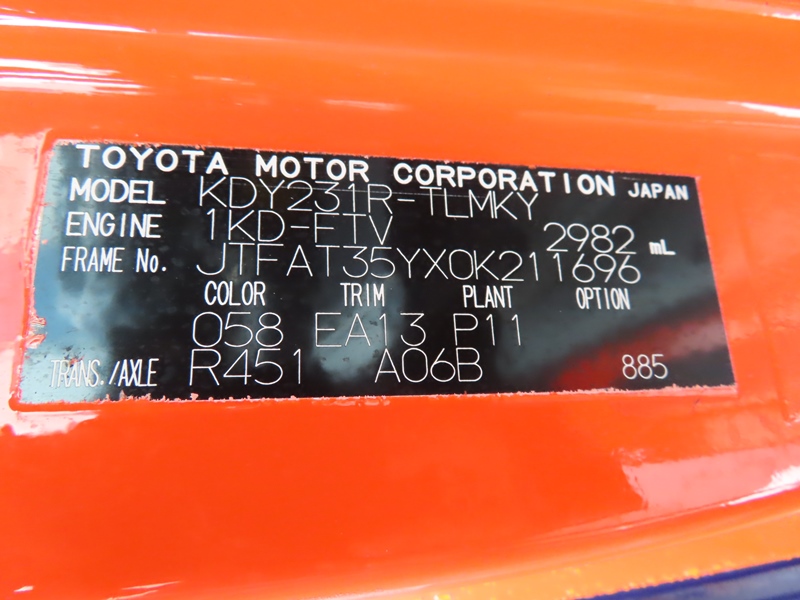 TOYOTA MOTOR CORPORATION JAPAN
MODEL KDY231R-TLMKY
ENGINE 1KD-FTV 2982 mL
FRAME No. JTFAT35YX0K211696
COLOR TRIM PLANT OPTION
058 EA13 P11
TRANS./AXLE R451 A06B 885